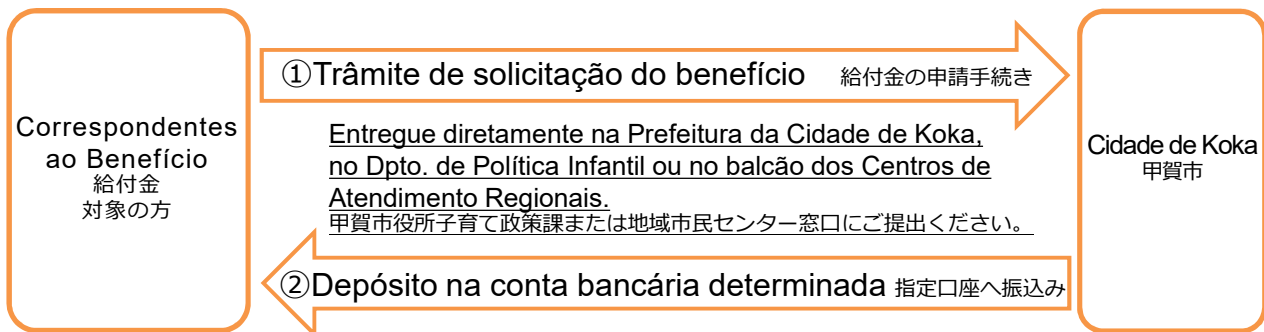 Correspondentes
ao Benefício
給付金
対象の方
①Trâmite de solicitação do benefício 給付金の申請手続き
Entregue diretamente na Prefeitura da Cidade de Koka,
no Dpto. de Política Infantil ou no balcão dos Centros de
Atendimento Regionais.
甲賀市役所子育て政策課または地域市民センター窓口にご提出ください。
②Depósito na conta bancária determinada 指定口座へ振込み
Cidade de Koka
甲賀市